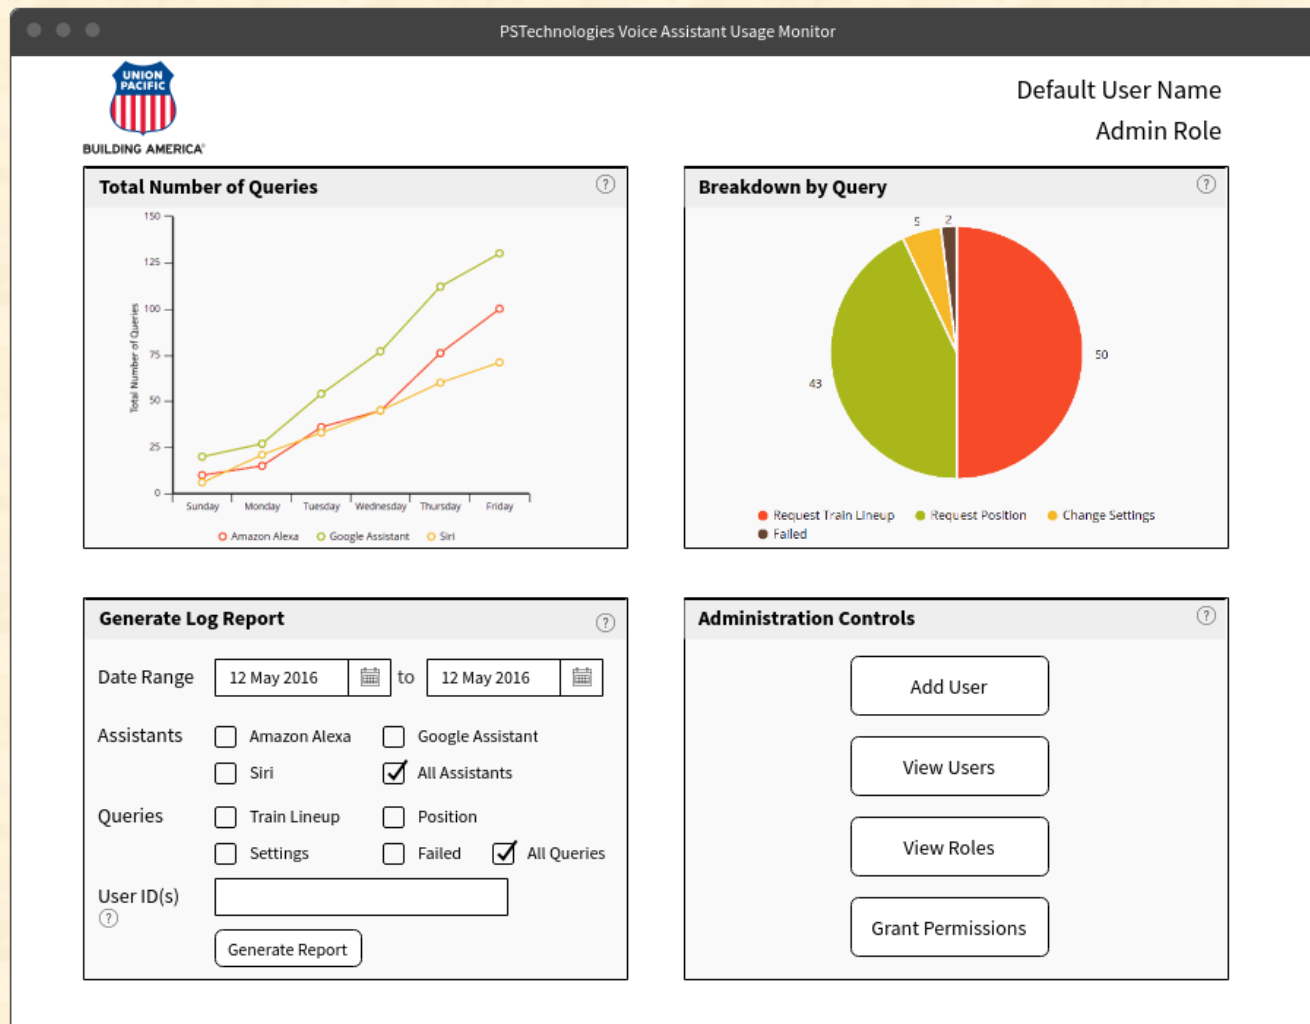 PSTechnologies Voice Assistant Usage Monitor
UNION
PACIFIC
BUILDING AMERICA®
Default User Name
Admin Role
Total Number of Queries
?
150
125
100
75
50
25
0
Total Number of Queries
Sunday Monday Tuesday Wednesday Thursday Friday
Amazon Alexa Google Assistant Siri
Breakdown by Query
?
5 2
50
43
Request Train Lineup Request Position Change Settings
Failed
Generate Log Report
?
Date Range 12 May 2016 to 12 May 2016
Assistants Amazon Alexa Google Assistant
Siri All Assistants
Queries Train Lineup Position
Settings Failed All Queries
User ID(s)
?
Generate Report
Administration Controls
?
Add User
View Users
View Roles
Grant Permissions